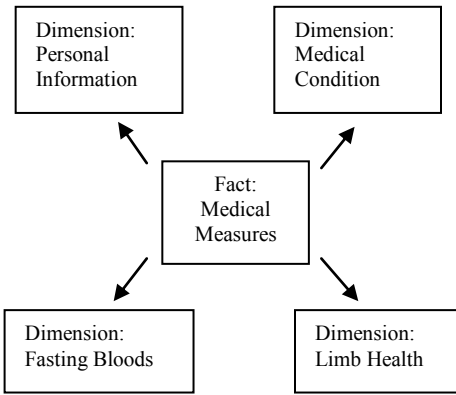 Dimension:
Personal
Information
Dimension:
Medical
Condition
Fact:
Medical
Measures
Dimension:
Fasting Bloods
Dimension:
Limb Health